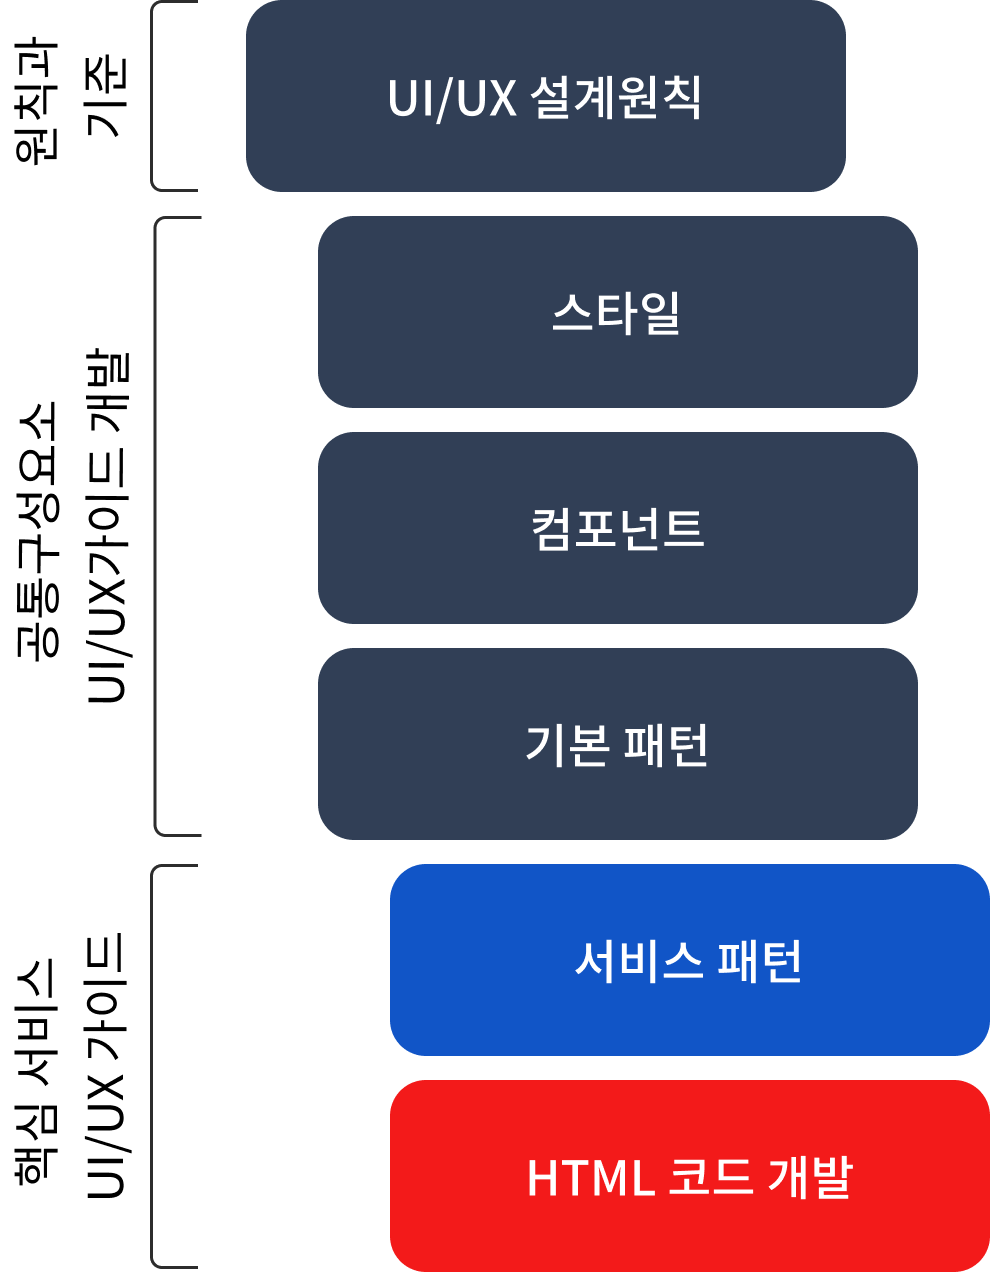 원칙과
기준
UI/UX 설계원칙
공통구성요소
UI/UX가이드 개발
스타일
컴포넌트
기본 패턴
핵심 서비스
UI/UX 가이드
서비스 패턴
HTML 코드 개발